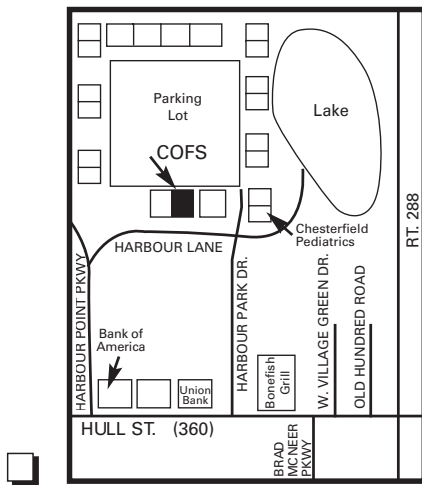 Parking
Lot
Lake
COFS
Chesterfield
Pediatrics
HARBOUR LANE
RT. 288
HARBOUR POINT PKWY
HARBOUR PARK DR.
W. VILLAGE GREEN DR.
OLD HUNDRED ROAD
Bank of
America
Union
Bank
Bonefish
Grill
HULL ST. (360)
BRAD
MCNEER
PKWY